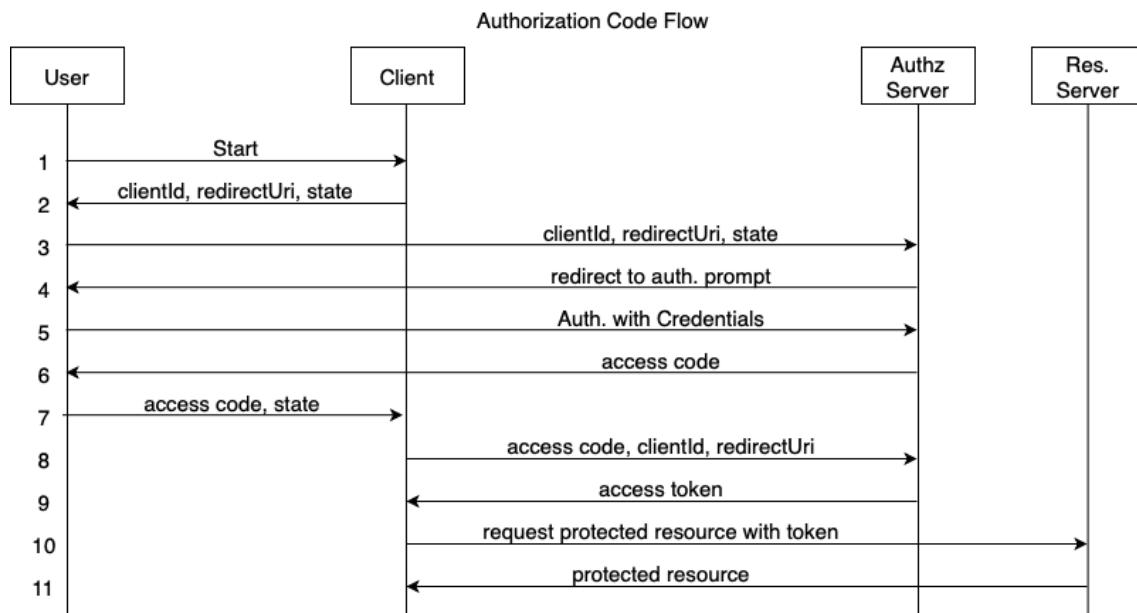 Authorization Code Flow
User
Client
Authz
Server
Res.
Server
1
Start
2
clientId, redirectUri, state
3
clientId, redirectUri, state
4
redirect to auth. prompt
5
Auth. with Credentials
6
access code
7
access code, state
8
access code, clientId, redirectUri
9
access token
10
request protected resource with token
11
protected resource